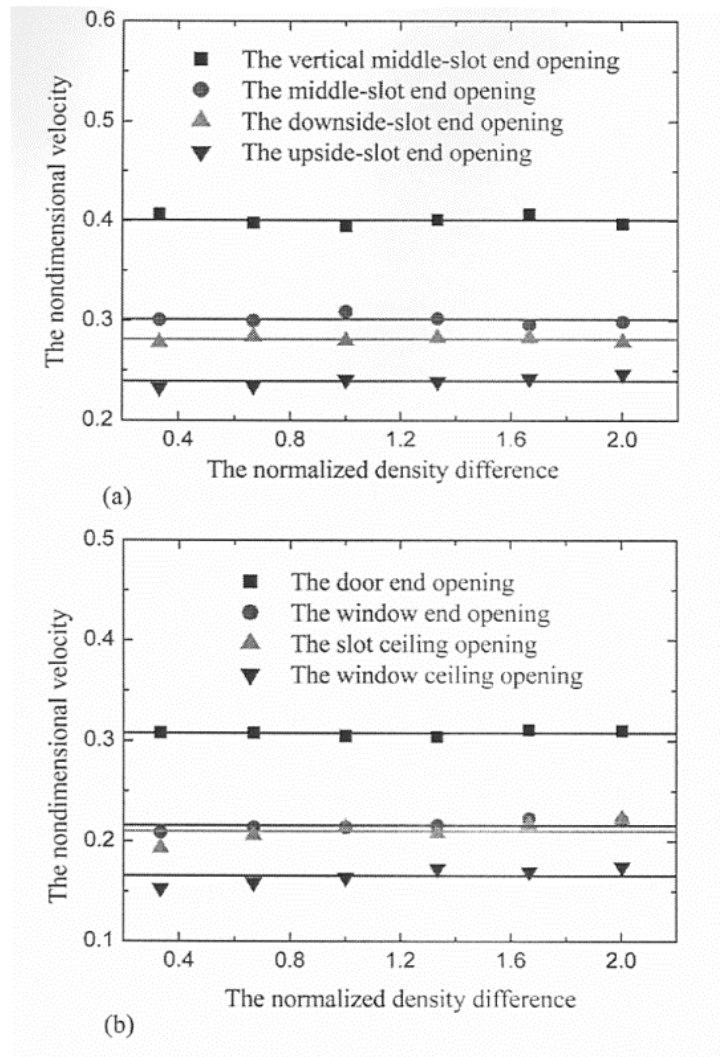 0.6
The vertical middle-slot end opening
The middle-slot end opening
The downside-slot end opening
The upside-slot end opening
0.5
0.4
0.3
0.2
The nondimensional velocity
0.4 0.8 1.2 1.6 2.0
The normalized density difference
(a)
0.5
The door end opening
The window end opening
The slot ceiling opening
The window ceiling opening
0.4
0.3
0.2
0.1
The nondimensional velocity
0.4 0.8 1.2 1.6 2.0
The normalized density difference
(b)